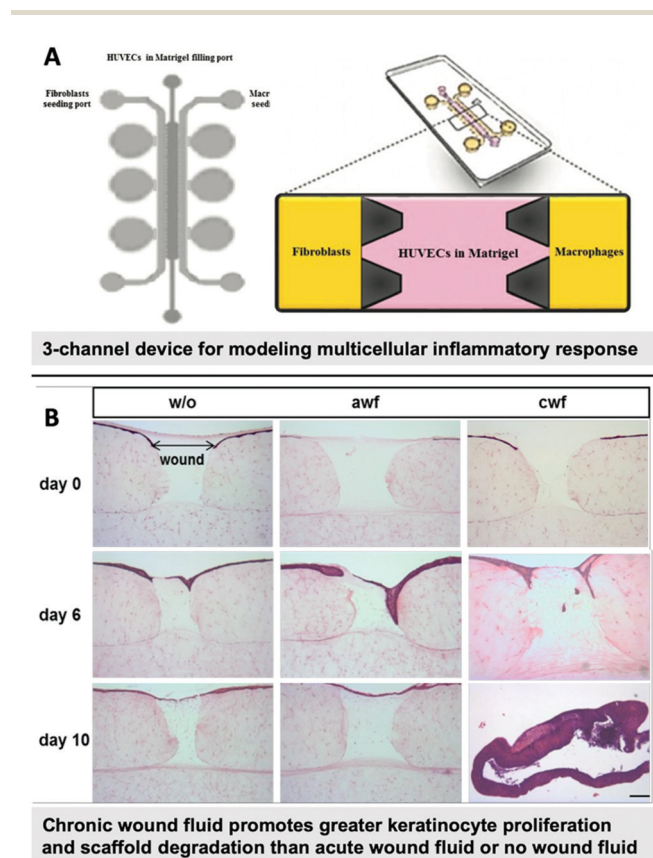 A
HUVECs in Matrigel filling port
Fibroblasts
seeding port
Macr
seedi
Fibroblasts
HUVECs in Matrigel
Macrophages
3-channel device for modeling multicellular inflammatory response
B
w/o
awf
cwf
wound
day 0
day 6
day 10
Chronic wound fluid promotes greater keratinocyte proliferation
and scaffold degradation than acute wound fluid or no wound fluid